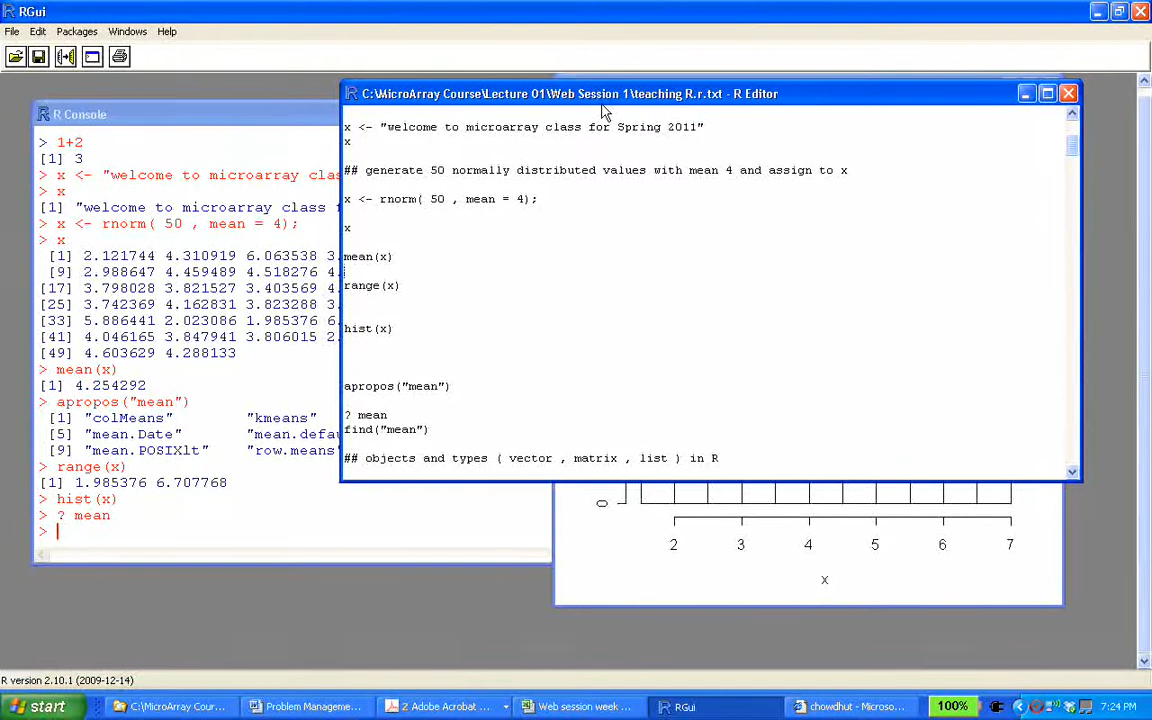 RGui
File Edit Packages Windows Help
R Console
> 1+2
[1] 3
> x <- "welcome to microarray clas
> x
[1] "welcome to microarray class f
> x <- rnorm( 50 , mean = 4);
> x
[1] 2.121744 4.310919 6.063538 3.
[9] 2.988647 4.459489 4.518276 4.
[17] 3.798028 3.821527 3.403569 4.
[25] 3.742369 4.162831 3.823288 3.
[33] 5.886441 2.023086 1.985376 6.
[41] 4.046165 3.847941 3.806015 2.
[49] 4.603629 4.288133
> mean(x)
[1] 4.254292
> apropos("mean")
[1] "colMeans" "kmeans"
[5] "mean.Date" "mean.defau
[9] "mean.POSIXlt" "row.means"
> range(x)
[1] 1.985376 6.707768
> hist(x)
> ? mean
>
C:\MicroArray Course\Lecture 01\Web Session 1\teaching R.r.txt - R Editor
x <- "welcome to microarray class for Spring 2011"
x
## generate 50 normally distributed values with mean 4 and assign to x
x <- rnorm( 50 , mean = 4);
x
mean(x)
range(x)
hist(x)
apropos("mean")
? mean
find("mean")
## objects and types ( vector , matrix , list ) in R
0
2 3 4 5 6 7
x
R version 2.10.1 (2009-12-14)
start C:\MicroArray Cour... Problem Manageme... Z Adobe Acrobat ... Web session week ... RGui chowdhut - Microso... 100% 7:24 PM